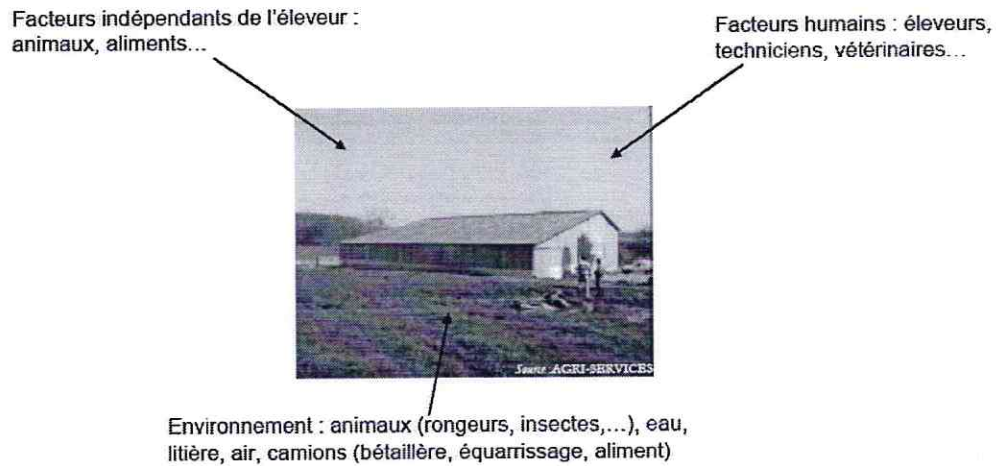 Facteurs indépendants de l'éleveur :
animaux, aliments...
Facteurs humains : éleveurs,
techniciens, vétérinaires...
Source :AGRI-SERVICES
Environnement : animaux (rongeurs, insectes,...), eau,
litière, air, camions (bétaillère, équarrissage, aliment)